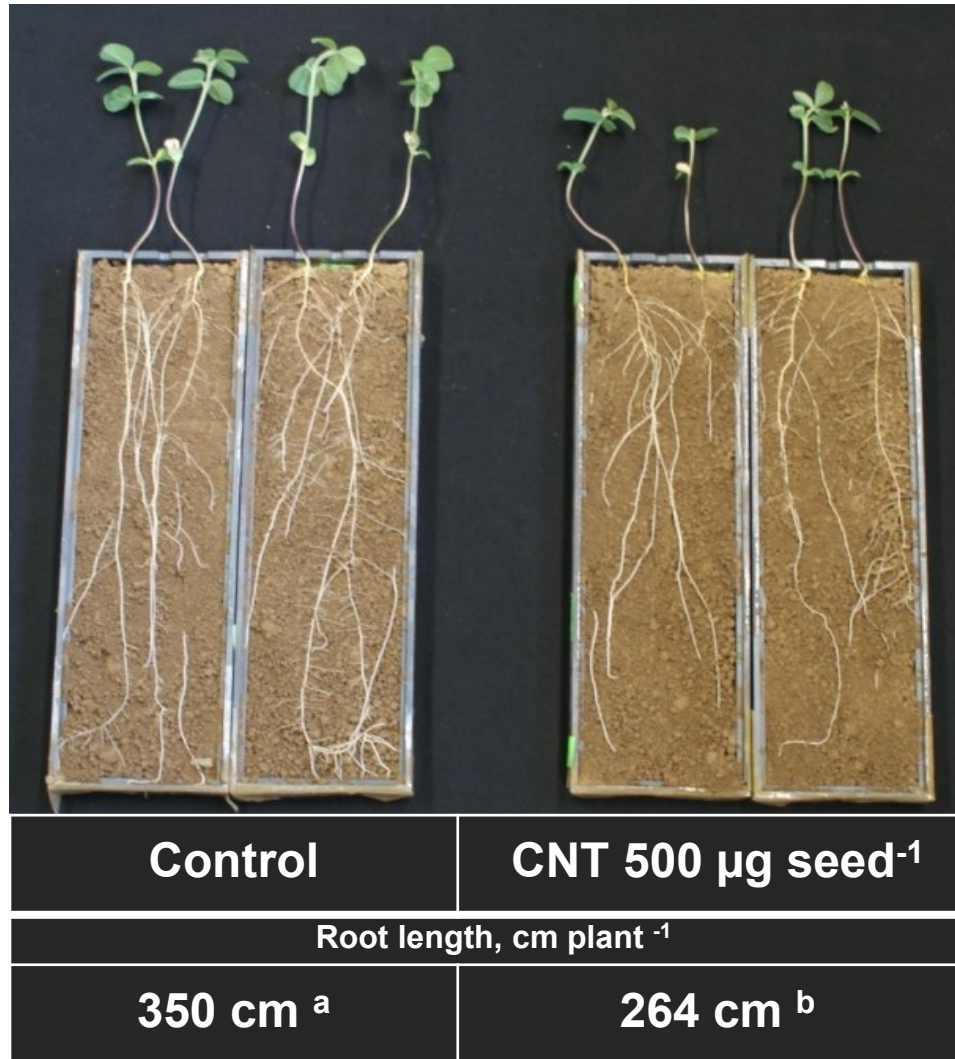 Control
CNT 500 µg seed-1
Root length, cm plant -1
350 cm a
264 cm b